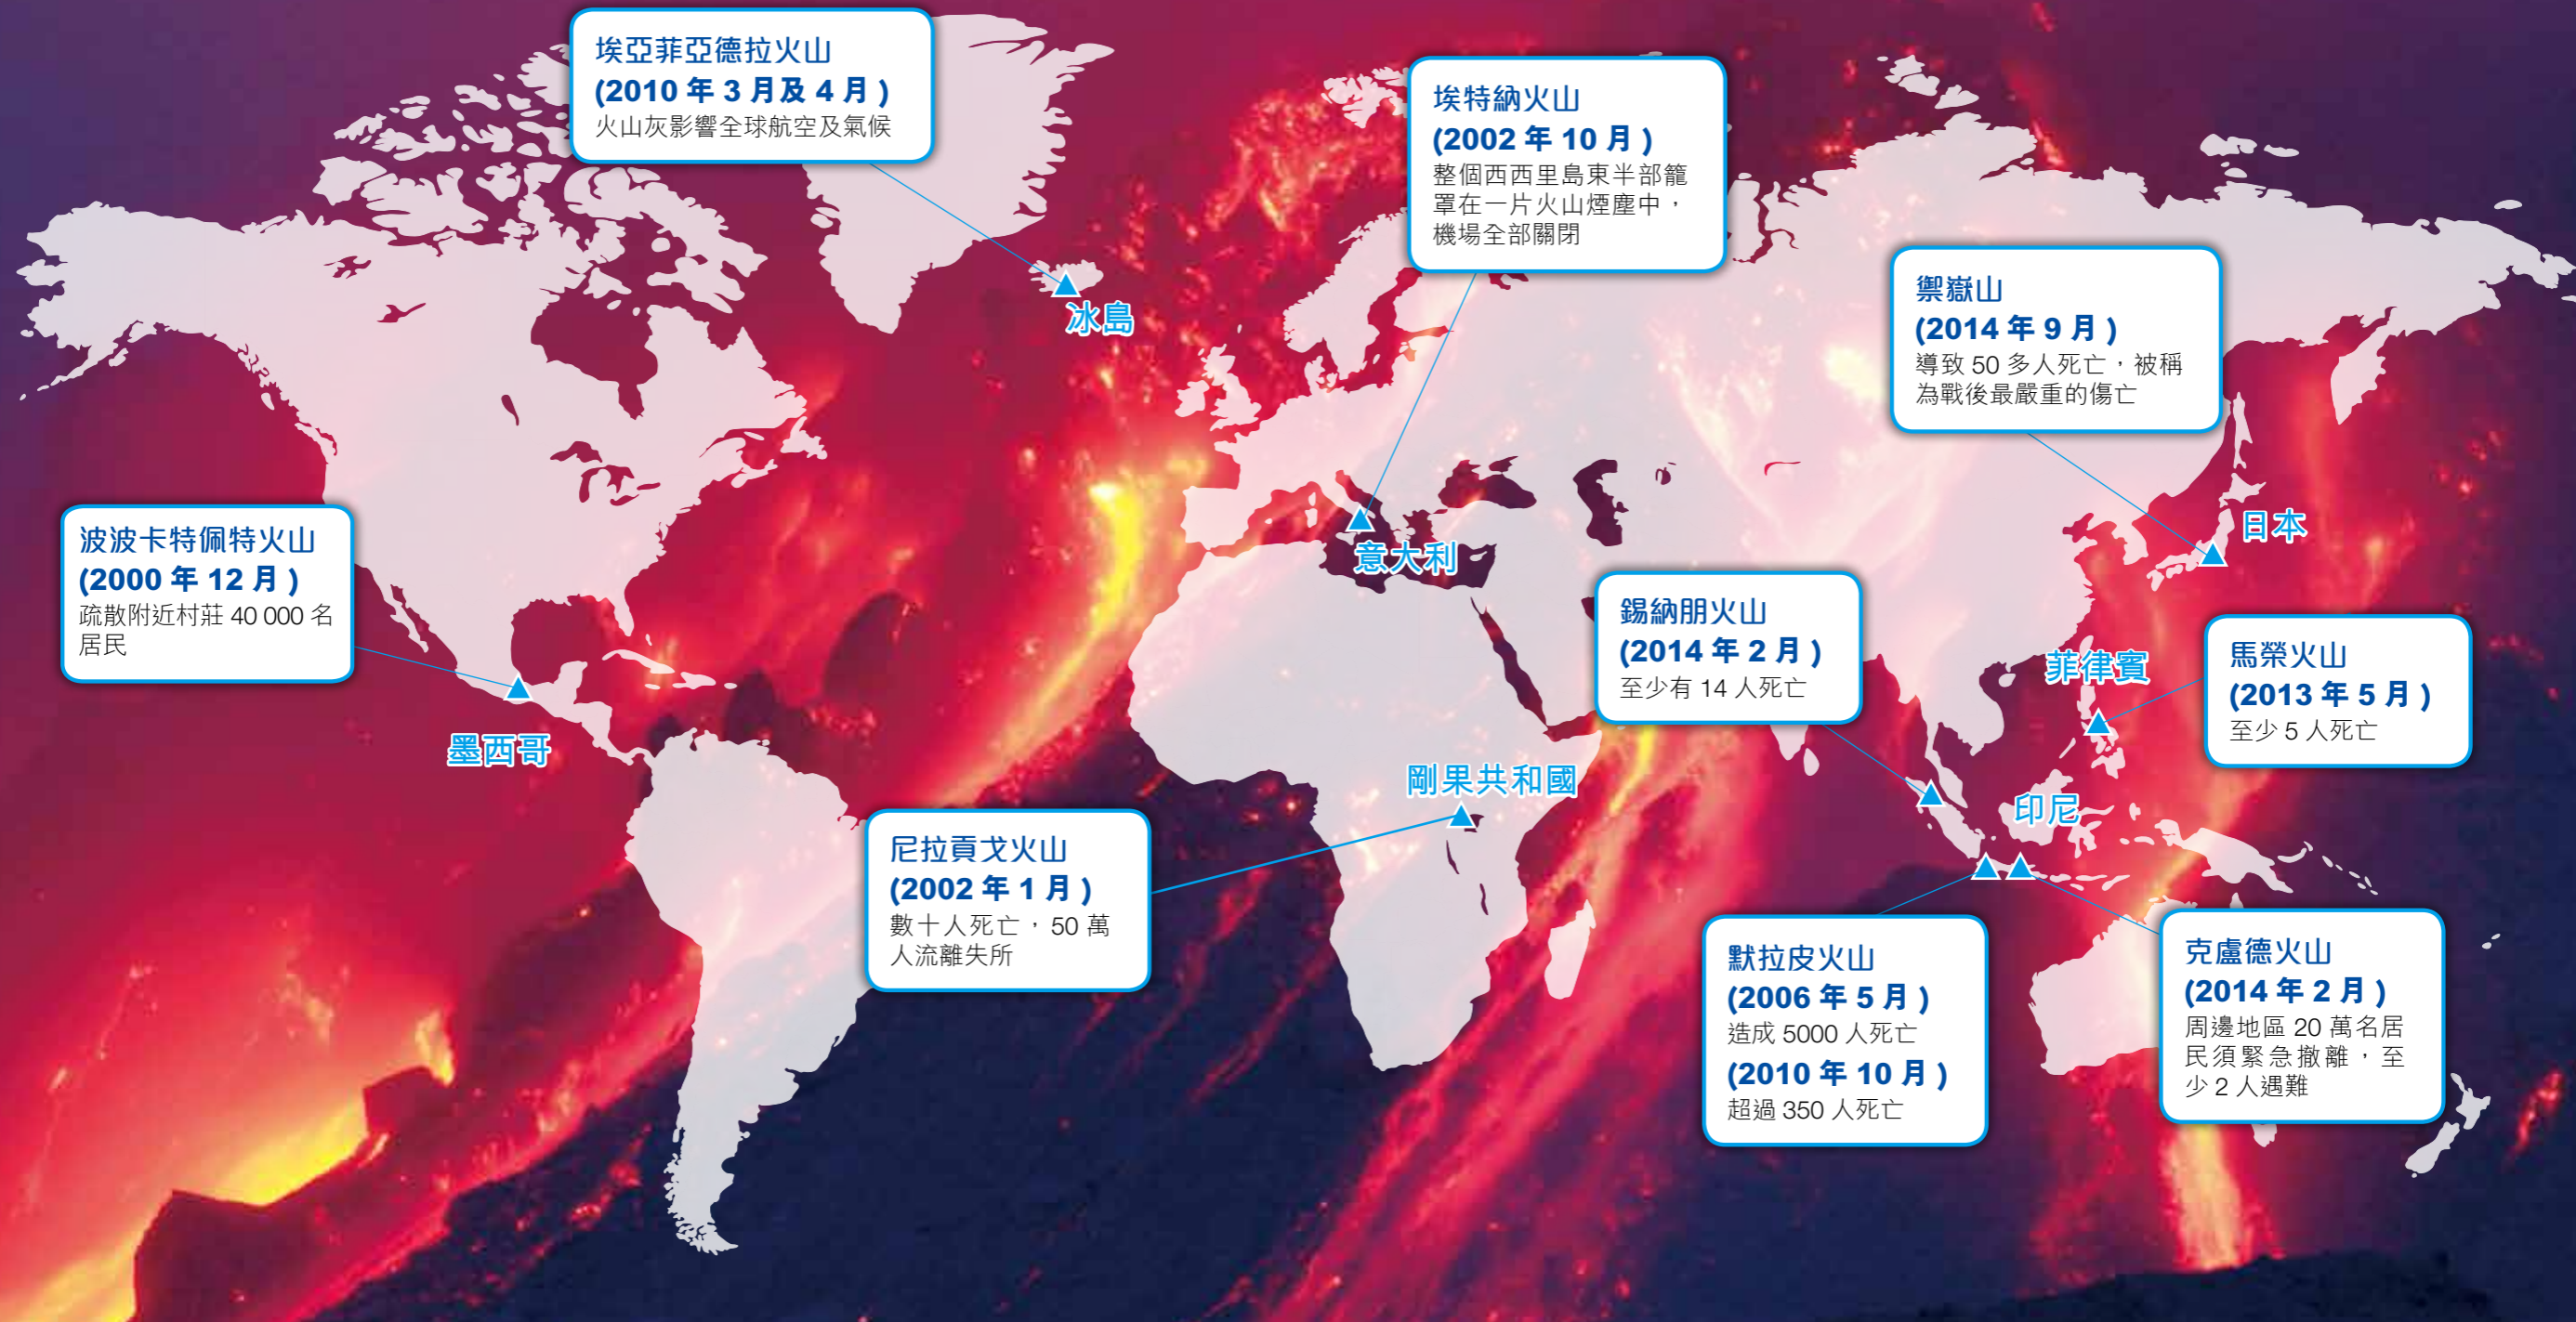 埃亞菲亞德拉火山
(2010 年 3 月及 4 月 )
火山灰影響全球航空及氣候
冰島
埃特納火山
(2002 年 10 月 )
整個西西里島東半部籠
罩在一片火山煙塵中，
機場全部關閉
意大利
禦嶽山
(2014 年 9 月 )
導致 50 多人死亡，被稱
為戰後最嚴重的傷亡
日本
波波卡特佩特火山
(2000 年 12 月 )
疏散附近村莊 40 000 名
居民
墨西哥
錫納朋火山
(2014 年 2 月 )
至少有 14 人死亡
菲律賓
馬榮火山
(2013 年 5 月 )
至少 5 人死亡
剛果共和國
尼拉貢戈火山
(2002 年 1 月 )
數十人死亡，50 萬
人流離失所
印尼
默拉皮火山
(2006 年 5 月 )
造成 5000 人死亡
(2010 年 10 月 )
超過 350 人死亡
克盧德火山
(2014 年 2 月 )
周邊地區 20 萬名居
民須緊急撤離，至
少 2 人遇難